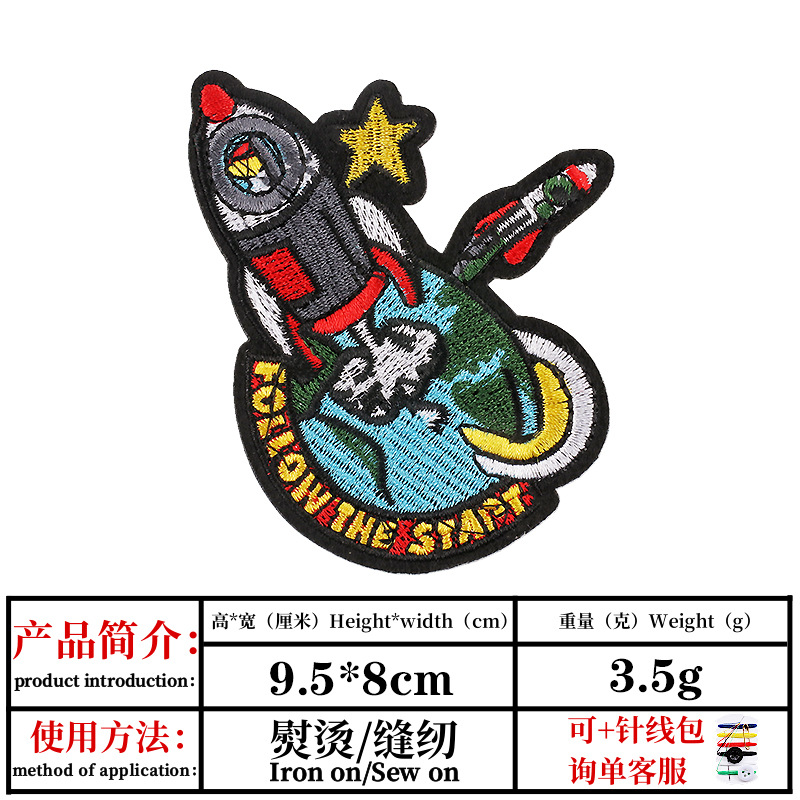 FOLLOW THE START
产品简介：
product introduction：
高*宽（厘米）Height*width（cm）
重量（克）Weight（g）
9.5*8cm
3.5g
使用方法：
method of application：
熨烫/缝纫
Iron on/Sew on
可+针线包
询单客服